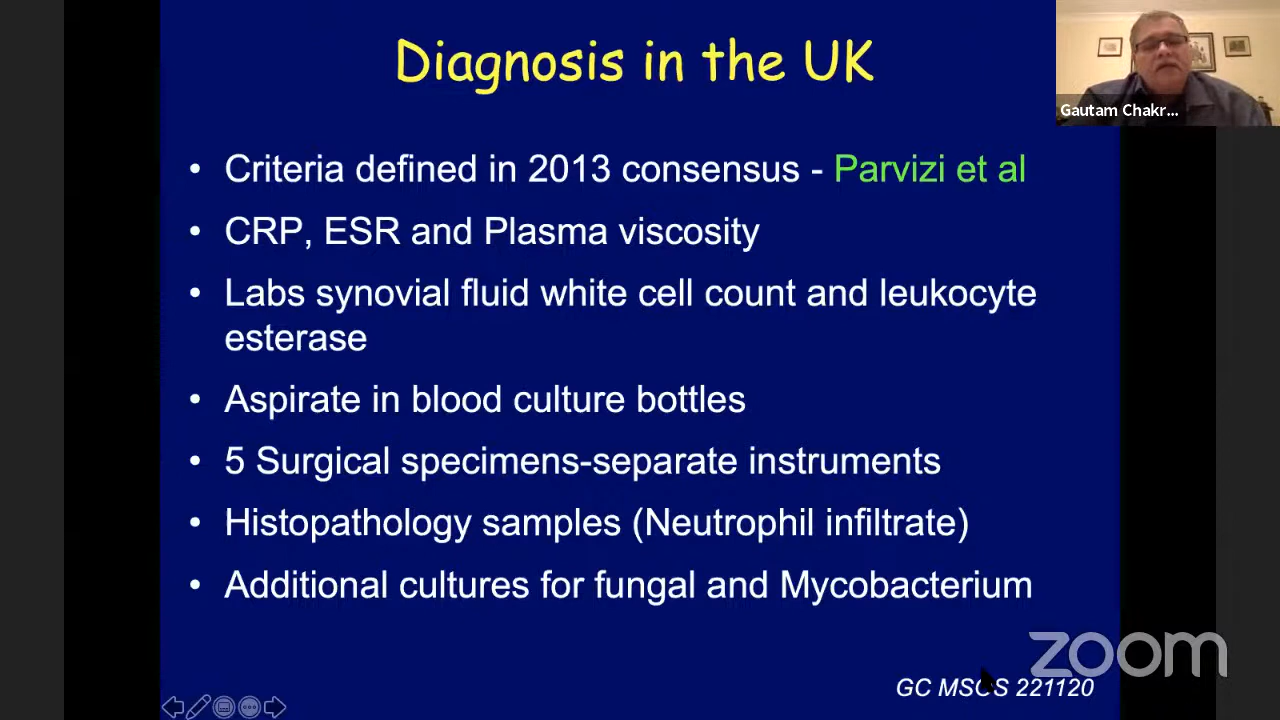 Diagnosis in the UK
Gautam Chakr...
• Criteria defined in 2013 consensus - Parvizi et al
• CRP, ESR and Plasma viscosity
• Labs synovial fluid white cell count and leukocyte
esterase
• Aspirate in blood culture bottles
• 5 Surgical specimens-separate instruments
• Histopathology samples (Neutrophil infiltrate)
• Additional cultures for fungal and Mycobacterium
zoom
GC MSOS 221120